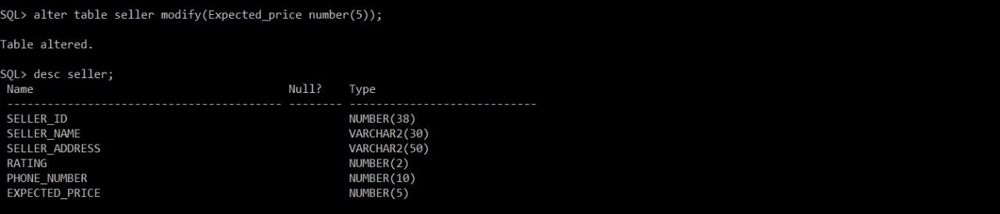 SQL> alter table seller modify(Expected_price number(5));
Table altered.
SQL> desc seller;
Name Null? Type
----------------------------------------- -------- ----------------------------
SELLER_ID NUMBER(38)
SELLER_NAME VARCHAR2(30)
SELLER_ADDRESS VARCHAR2(50)
RATING NUMBER(2)
PHONE_NUMBER NUMBER(10)
EXPECTED_PRICE NUMBER(5)